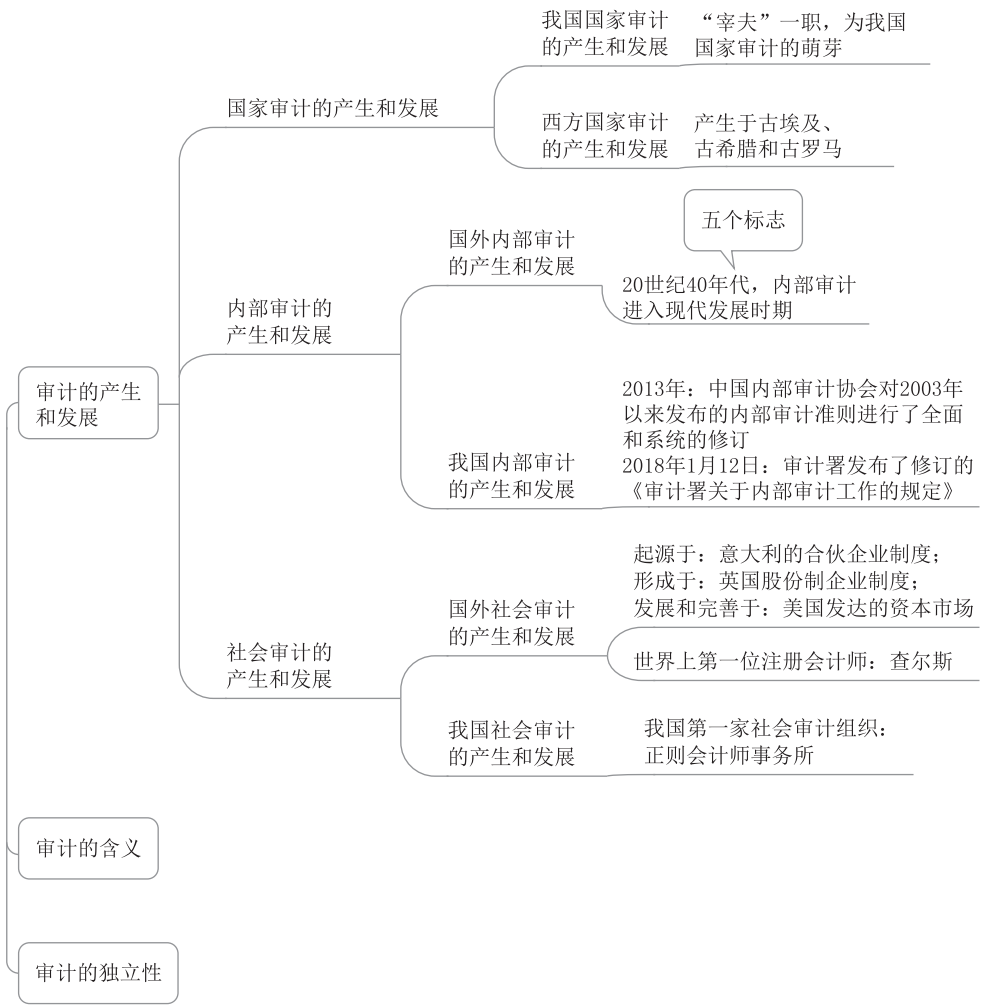 我国国家审计
的产生和发展
“宰夫”一职，为我国
国家审计的萌芽
国家审计的产生和发展
西方国家审计
的产生和发展
产生于古埃及、
古希腊和古罗马
五个标志
国外内部审计
的产生和发展
20世纪40年代，内部审计
进入现代发展时期
内部审计的
产生和发展
审计的产生
和发展
2013年：中国内部审计协会对2003年
以来发布的内部审计准则进行了全面
和系统的修订
2018年1月12日：审计署发布了修订的
《审计署关于内部审计工作的规定》
我国内部审计
的产生和发展
起源于：意大利的合伙企业制度；
形成于：英国股份制企业制度；
发展和完善于：美国发达的资本市场
国外社会审计
的产生和发展
世界上第一位注册会计师：查尔斯
社会审计的
产生和发展
我国社会审计
的产生和发展
我国第一家社会审计组织：
正则会计师事务所
审计的含义
审计的独立性